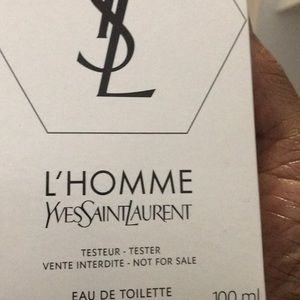 YSL
L'HOMME
YVESSAINTLAURENT
TESTEUR - TESTER
VENTE INTERDITE - NOT FOR SALE
EAU DE TOILETTE
100 ml